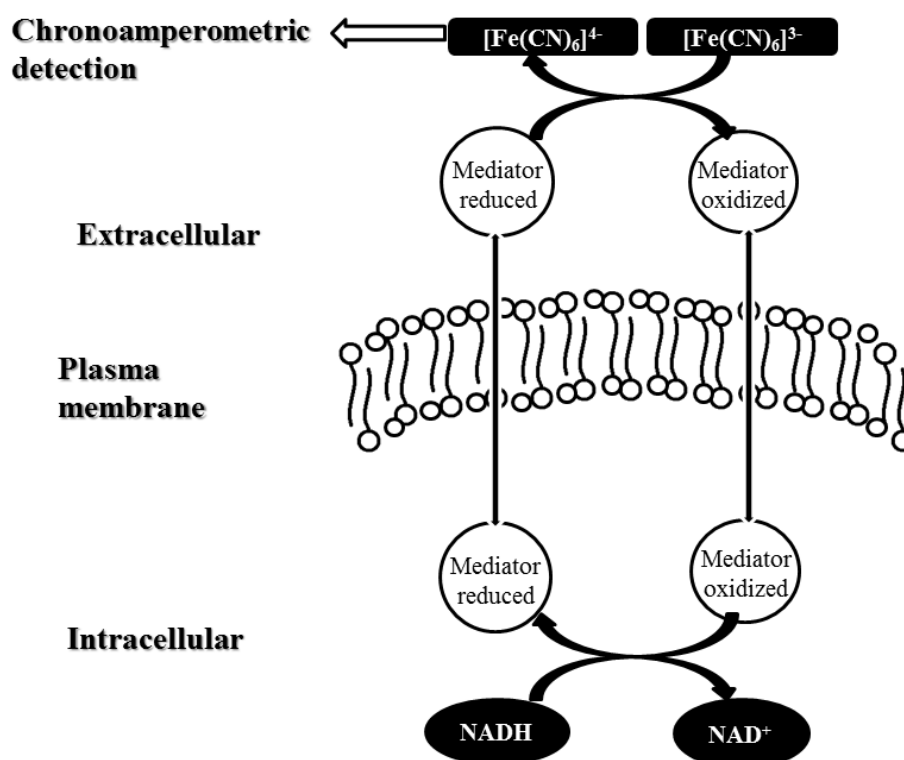 Chronoamperometric
detection
[Fe(CN)₆]⁴⁻
[Fe(CN)₆]³⁻
Mediator
reduced
Mediator
oxidized
Extracellular
Plasma
membrane
Mediator
reduced
Mediator
oxidized
Intracellular
NADH
NAD⁺